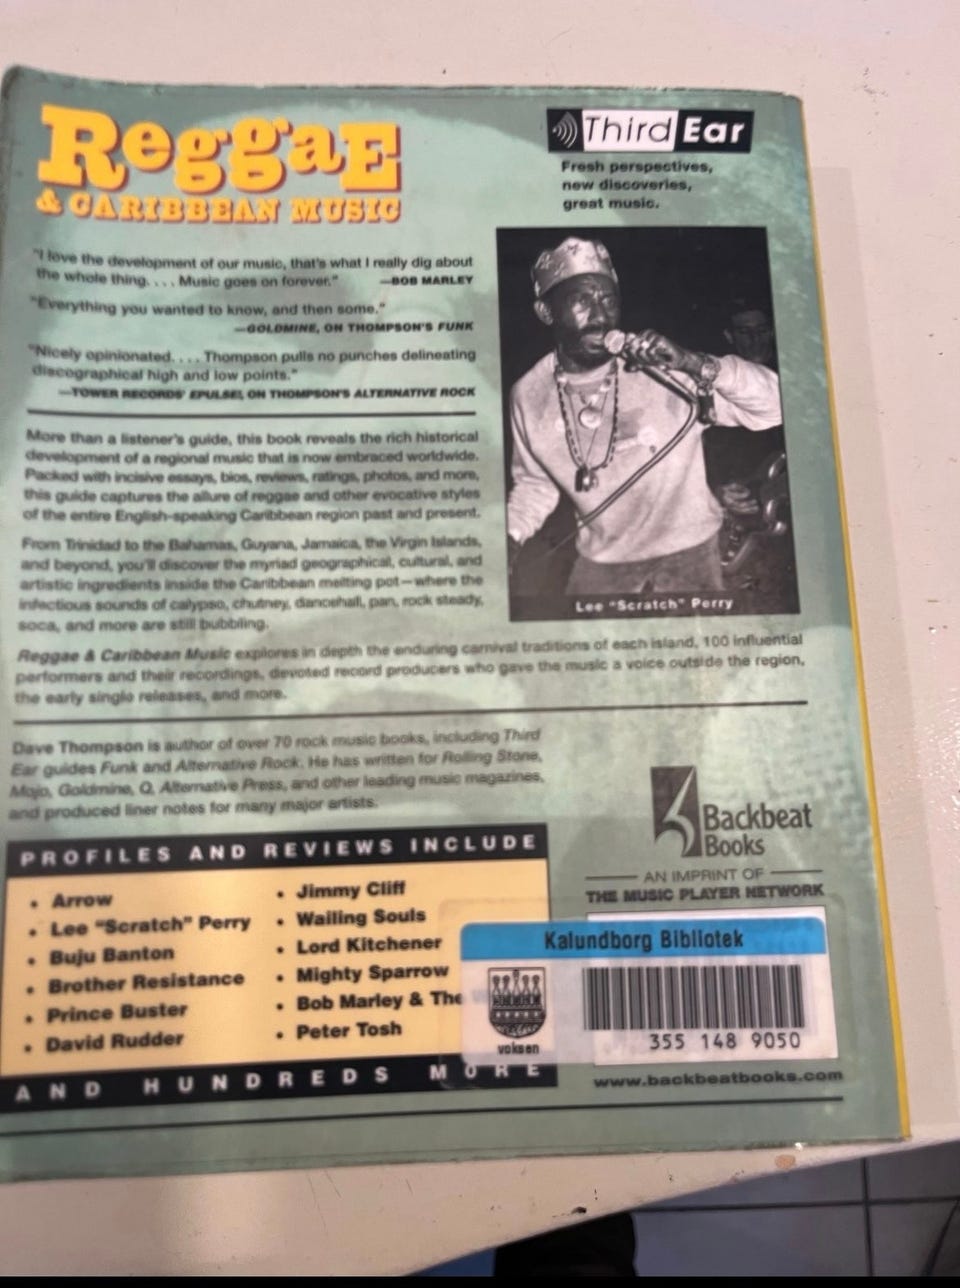 Reggae
& CARIBBEAN MUSIC
Third Ear
Fresh perspectives,
new discoveries,
great music.
"I love the development of our music, that's what I really dig about
the whole thing. . . . Music goes on forever." —BOB MARLEY
"Everything you wanted to know, and then some."
—GOLDMINE, ON THOMPSON'S FUNK
"Nicely opinionated. . . . Thompson pulls no punches delineating
discographical high and low points."
—TOWER RECORDS' EPULSE!, ON THOMPSON'S ALTERNATIVE ROCK
More than a listener's guide, this book reveals the rich historical
development of a regional music that is now embraced worldwide.
Packed with incisive essays, bios, reviews, ratings, photos, and more,
this guide captures the allure of reggae and other evocative styles
of the entire English-speaking Caribbean region past and present.
From Trinidad to the Bahamas, Guyana, Jamaica, the Virgin Islands,
and beyond, you'll discover the myriad geographical, cultural, and
artistic ingredients inside the Caribbean melting pot—where the
infectious sounds of calypso, chutney, dancehall, pan, rock steady,
soca, and more are still bubbling.
Lee "Scratch" Perry
Reggae & Caribbean Music explores in depth the enduring carnival traditions of each island, 100 influential
performers and their recordings, devoted record producers who gave the music a voice outside the region,
the early single releases, and more.
Dave Thompson is author of over 70 rock music books, including Third
Ear guides Funk and Alternative Rock. He has written for Rolling Stone,
Mojo, Goldmine, Q, Alternative Press, and other leading music magazines,
and produced liner notes for many major artists.
Backbeat
Books
AN IMPRINT OF
THE MUSIC PLAYER NETWORK
PROFILES AND REVIEWS INCLUDE
• Arrow
• Lee "Scratch" Perry
• Buju Banton
• Brother Resistance
• Prince Buster
• David Rudder
• Jimmy Cliff
• Wailing Souls
• Lord Kitchener
• Mighty Sparrow
• Bob Marley & The
• Peter Tosh
AND HUNDREDS MORE
Kalundborg Bibliotek
voksen
355 148 9050
www.backbeatbooks.com